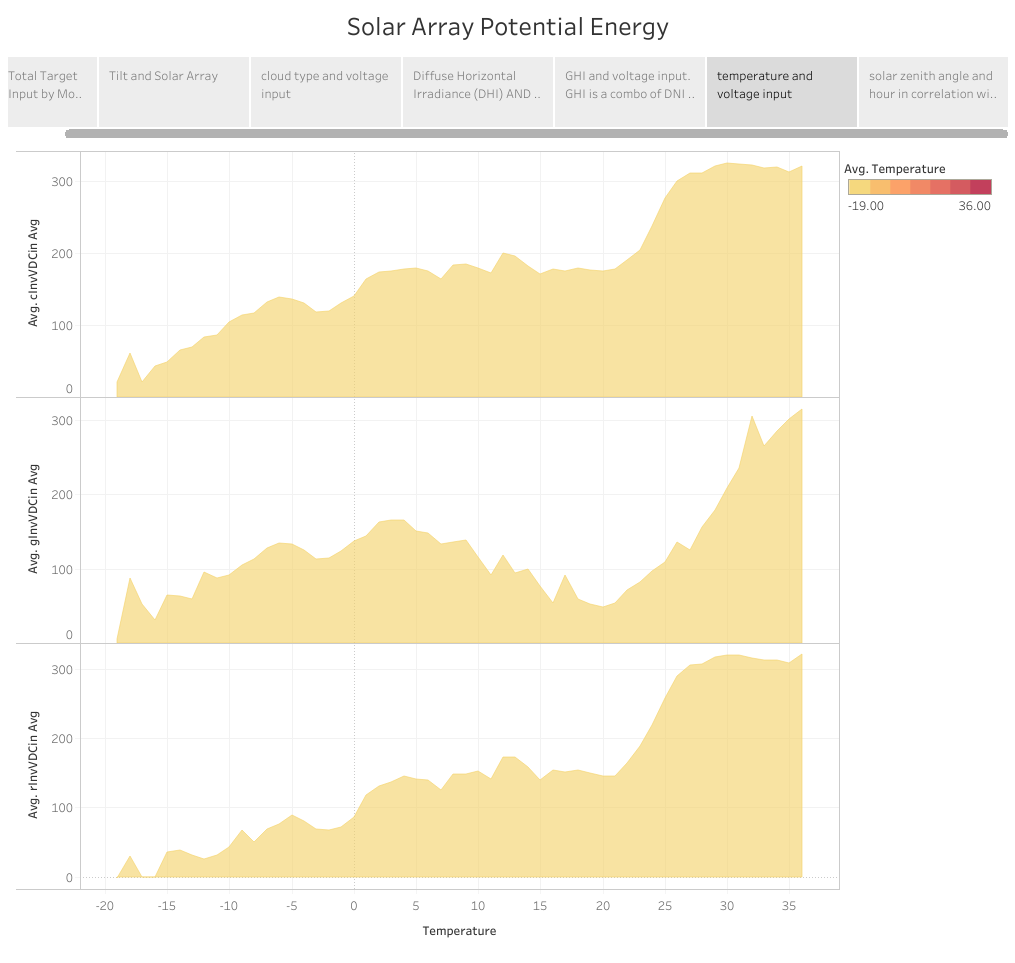 Solar Array Potential Energy
Total Target
Input by Mo..
Tilt and Solar Array
cloud type and voltage
input
Diffuse Horizontal
Irradiance (DHI) AND ..
GHI and voltage input.
GHI is a combo of DNI ..
temperature and
voltage input
solar zenith angle and
hour in correlation wi..
Avg. Temperature
-19.00 36.00
Avg. cInvVDCin Avg
300
200
100
0
Avg. gInvVDCin Avg
300
200
100
0
Avg. rInvVDCin Avg
300
200
100
0
-20 -15 -10 -5 0 5 10 15 20 25 30 35
Temperature